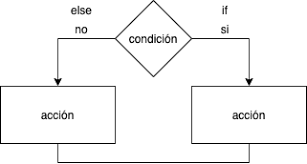 else
if
no
si
condición
acción
acción